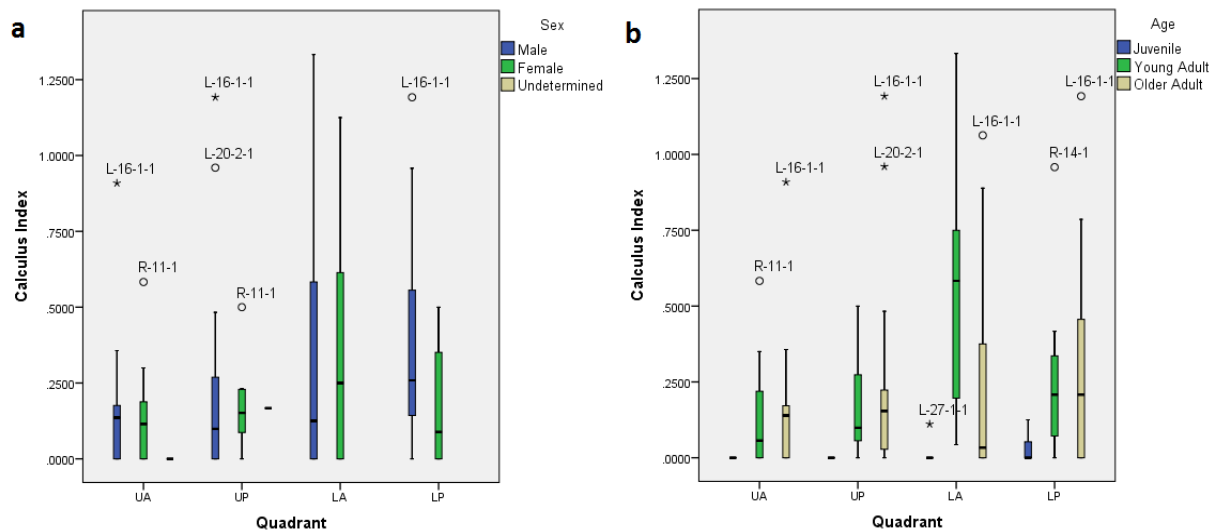 a
Sex
Male
Female
Undetermined
Calculus Index
1.2500
1.0000
.7500
.5000
.2500
.0000
L-16-1-1
R-11-1
L-16-1-1
L-20-2-1
R-11-1
L-16-1-1
UA UP LA LP
Quadrant
b
Age
Juvenile
Young Adult
Older Adult
Calculus Index
1.2500
1.0000
.7500
.5000
.2500
.0000
R-11-1
L-16-1-1
L-16-1-1
L-20-2-1
L-27-1-1
L-16-1-1
R-14-1
L-16-1-1
UA UP LA LP
Quadrant